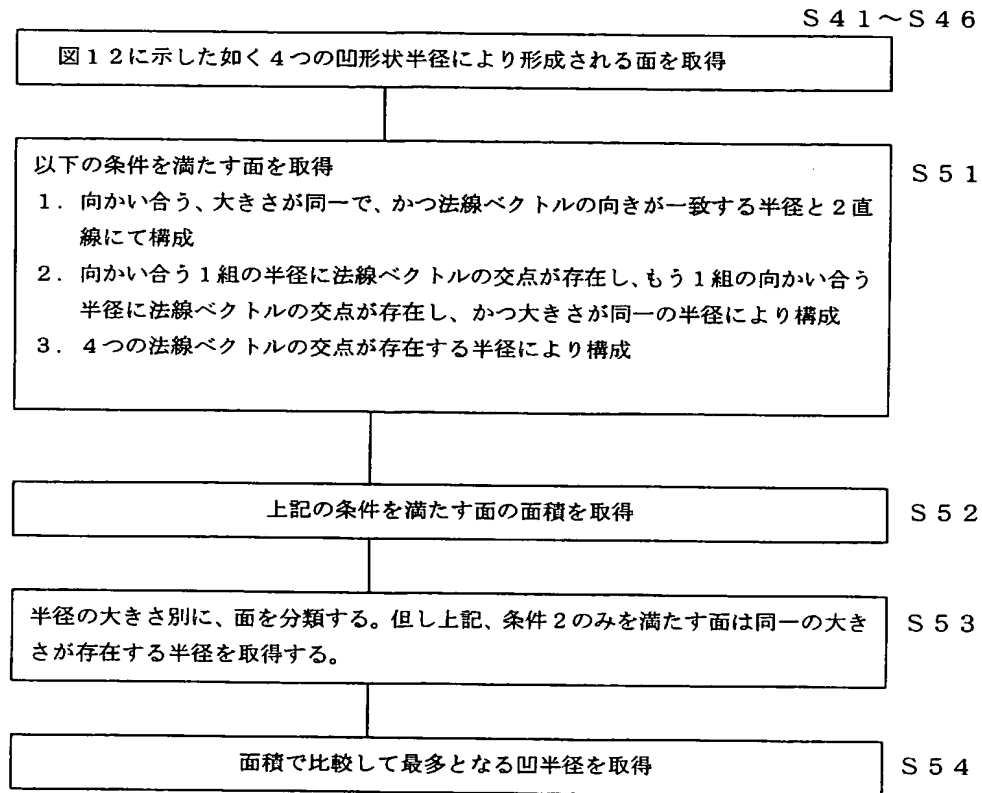 S41~S46
図12に示した如く4つの凹形状半径により形成される面を取得
以下の条件を満たす面を取得
S51
1. 向かい合う、大きさが同一で、かつ法線ベクトルの向きが一致する半径と2直
線にて構成
2. 向かい合う1組の半径に法線ベクトルの交点が存在し、もう1組の向かい合う
半径に法線ベクトルの交点が存在し、かつ大きさが同一の半径により構成
3. 4つの法線ベクトルの交点が存在する半径により構成
上記の条件を満たす面の面積を取得
S52
半径の大きさ別に、面を分類する。但し上記、条件2のみを満たす面は同一の大き
S53
さが存在する半径を取得する。
面積で比較して最多となる凹半径を取得
S54